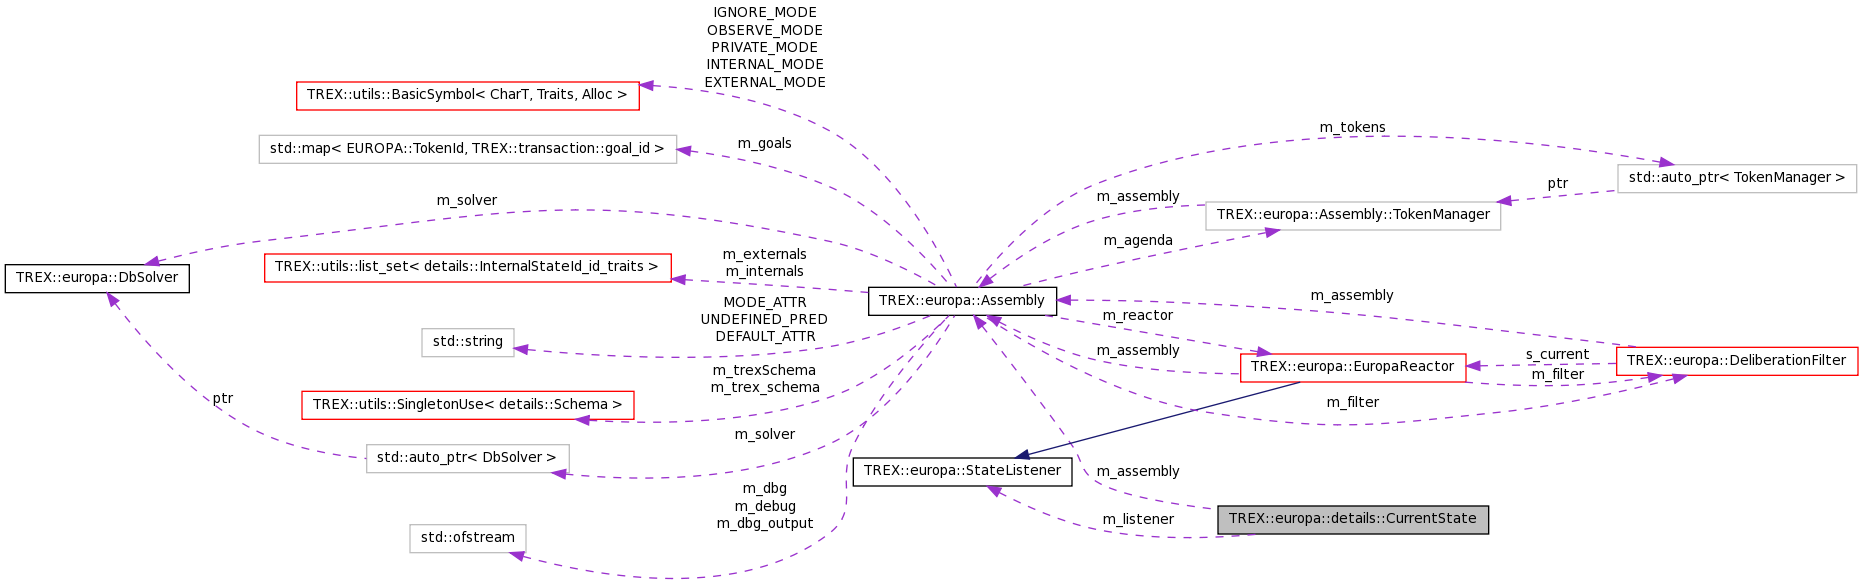 IGNORE_MODE
OBSERVE_MODE
PRIVATE_MODE
INTERNAL_MODE
EXTERNAL_MODE
TREX::utils::BasicSymbol< CharT, Traits, Alloc >
m_goals
std::map< EUROPA::TokenId, TREX::transaction::goal_id >
m_tokens
std::auto_ptr< TokenManager >
ptr
m_assembly
TREX::europa::Assembly::TokenManager
m_solver
m_agenda
m_externals
m_internals
TREX::utils::list_set< details::InternalStateId_id_traits >
TREX::europa::DbSolver
TREX::europa::Assembly
m_assembly
MODE_ATTR
UNDEFINED_PRED
DEFAULT_ATTR
std::string
m_reactor
m_assembly
TREX::europa::EuropaReactor
s_current
m_filter
TREX::europa::DeliberationFilter
m_trexSchema
m_trex_schema
TREX::utils::SingletonUse< details::Schema >
ptr
m_filter
m_solver
std::auto_ptr< DbSolver >
TREX::europa::StateListener
m_assembly
m_dbg
m_debug
m_dbg_output
std::ofstream
m_listener
TREX::europa::details::CurrentState